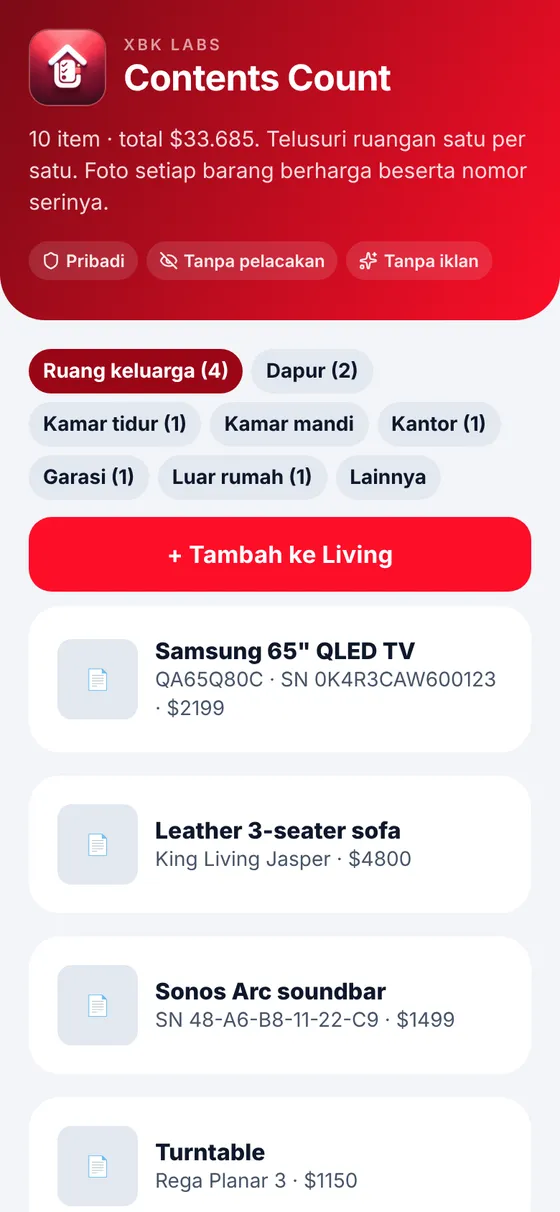 XBK LABS
Contents Count
10 item · total $33.685. Telusuri ruangan satu per
satu. Foto setiap barang berharga beserta nomor
serinya.
Pribadi
Tanpa pelacakan
Tanpa iklan
Ruang keluarga (4)
Dapur (2)
Kamar tidur (1)
Kamar mandi
Kantor (1)
Garasi (1)
Luar rumah (1)
Lainnya
+ Tambah ke Living
Samsung 65" QLED TV
QA65Q80C · SN 0K4R3CAW600123
· $2199
Leather 3-seater sofa
King Living Jasper · $4800
Sonos Arc soundbar
SN 48-A6-B8-11-22-C9 · $1499
Turntable
Rega Planar 3 · $1150